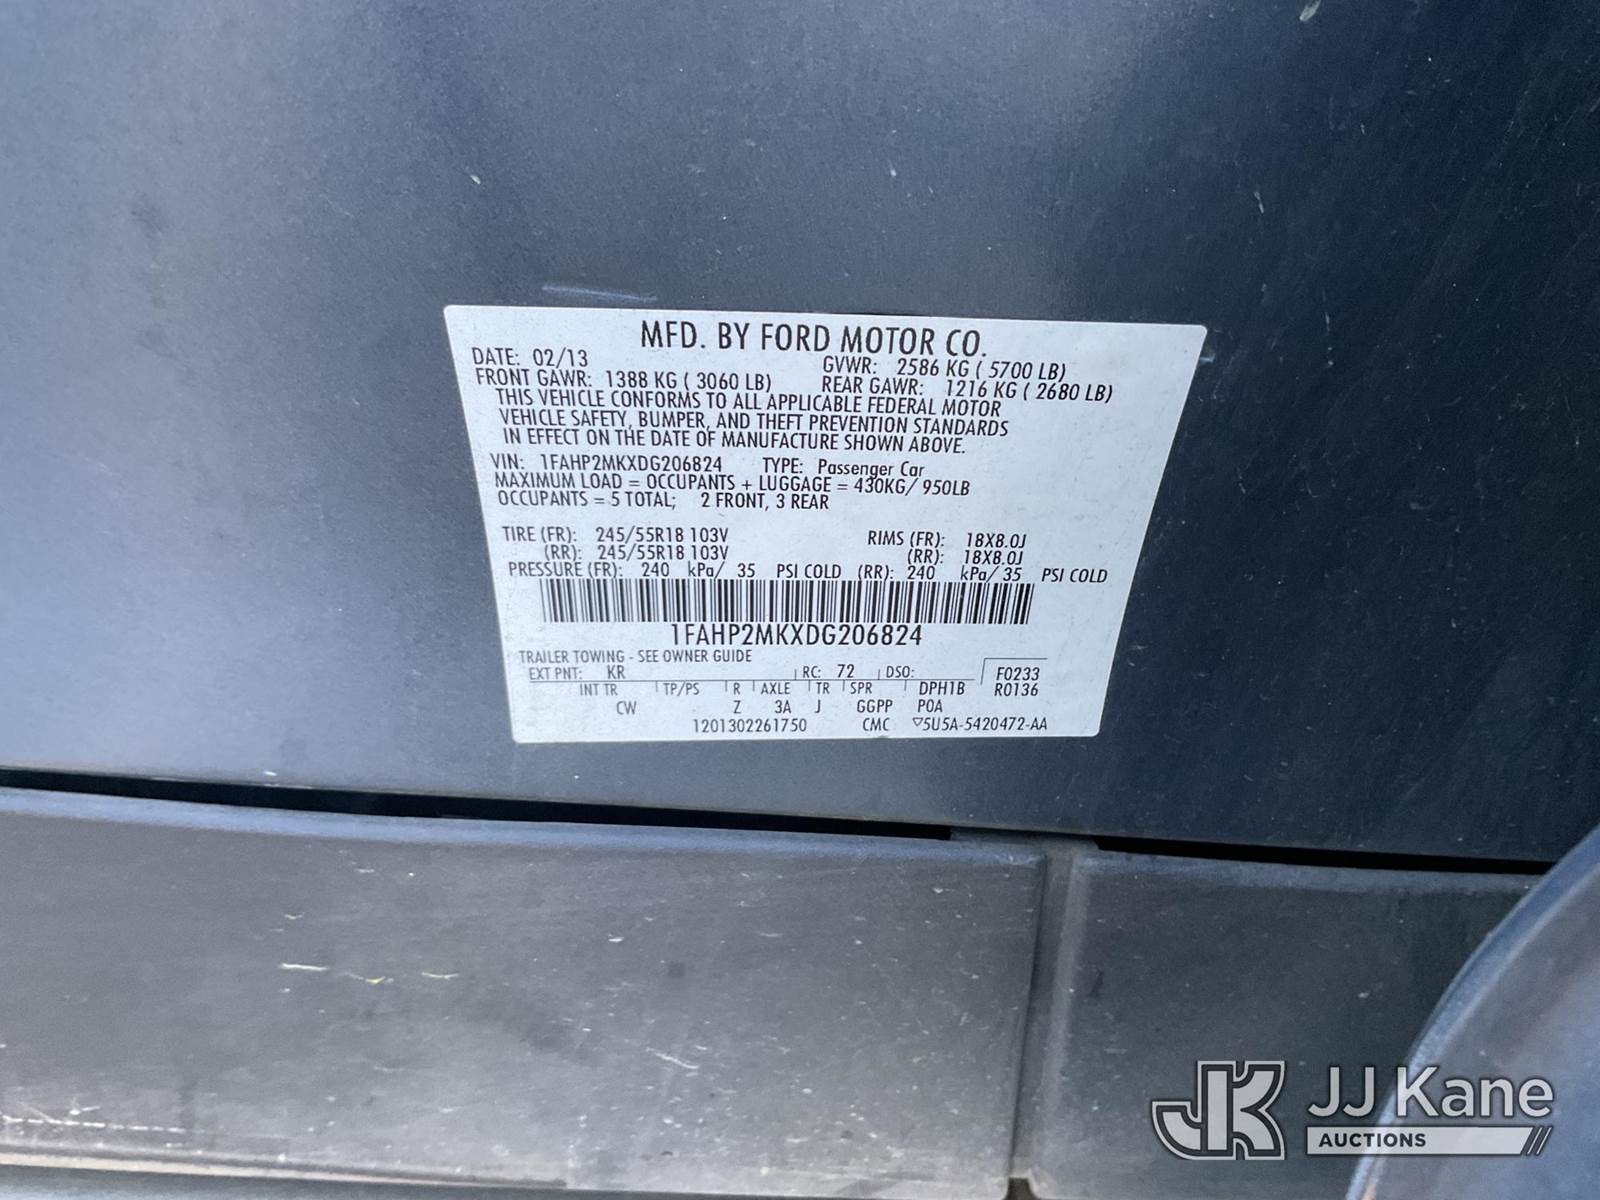 MFD. BY FORD MOTOR CO.
DATE: 02/13 GVWR: 2586 KG ( 5700 LB)
FRONT GAWR: 1388 KG ( 3060 LB) REAR GAWR: 1216 KG ( 2680 LB)
THIS VEHICLE CONFORMS TO ALL APPLICABLE FEDERAL MOTOR
VEHICLE SAFETY, BUMPER, AND THEFT PREVENTION STANDARDS
IN EFFECT ON THE DATE OF MANUFACTURE SHOWN ABOVE.
VIN: 1FAHP2MKXDG206824 TYPE: Passenger Car
MAXIMUM LOAD = OCCUPANTS + LUGGAGE = 430KG/ 950LB
OCCUPANTS = 5 TOTAL; 2 FRONT, 3 REAR
TIRE (FR): 245/55R18 103V RIMS (FR): 18X8.0J
(RR): 245/55R18 103V (RR): 18X8.0J
PRESSURE (FR): 240 kPa/ 35 PSI COLD (RR): 240 kPa/ 35 PSI COLD
1FAHP2MKXDG206824
TRAILER TOWING - SEE OWNER GUIDE
EXT PNT: KR RC: 72 DSO: F0233
INT TR TP/PS R AXLE TR SPR DPH1B R0136
CW Z 3A J GGPP P0A
1201302261750 CMC ▽5U5A-5420472-AA
JK JJ Kane
AUCTIONS